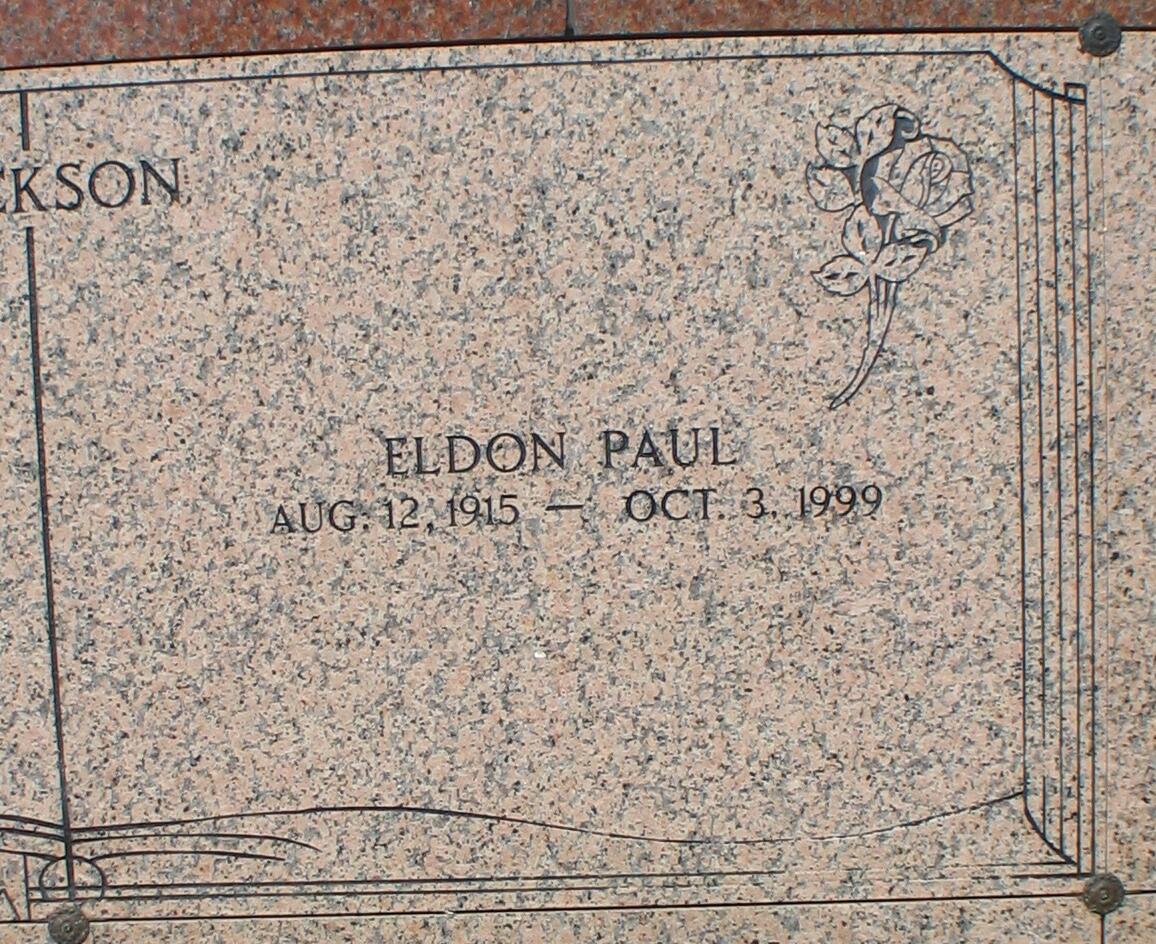 CKSON
ELDON PAUL
AUG. 12, 1915 — OCT. 3, 1999